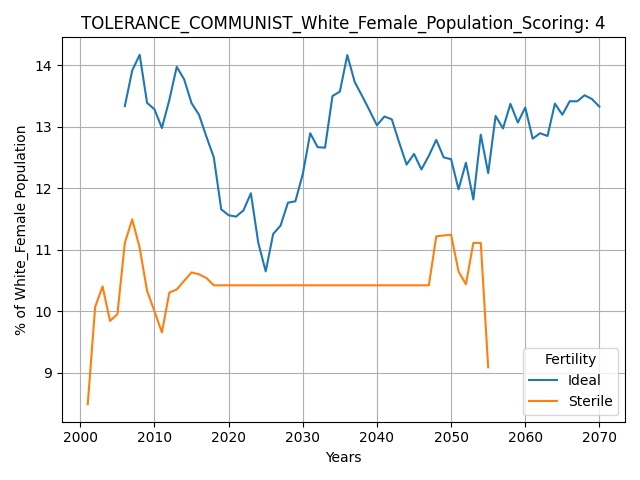 TOLERANCE_COMMUNIST_White_Female_Population_Scoring: 4
% of White_Female Population
14
13
12
11
10
9
2000 2010 2020 2030 2040 2050 2060 2070
Years
Fertility
Ideal
Sterile